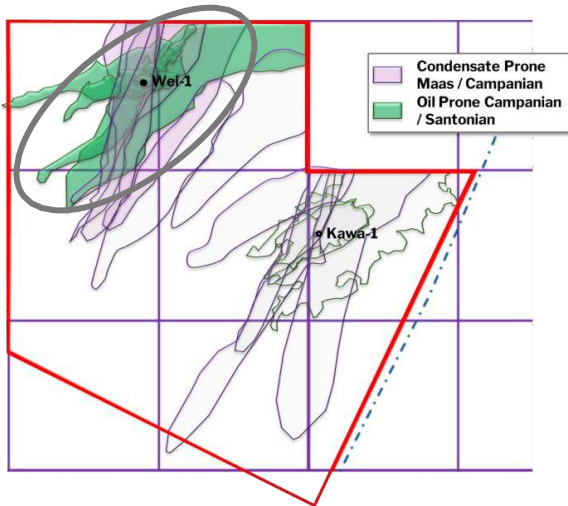 Wei-1
Condensate Prone
Maas / Campanian
Oil Prone Campanian
/ Santonian
Kawa-1